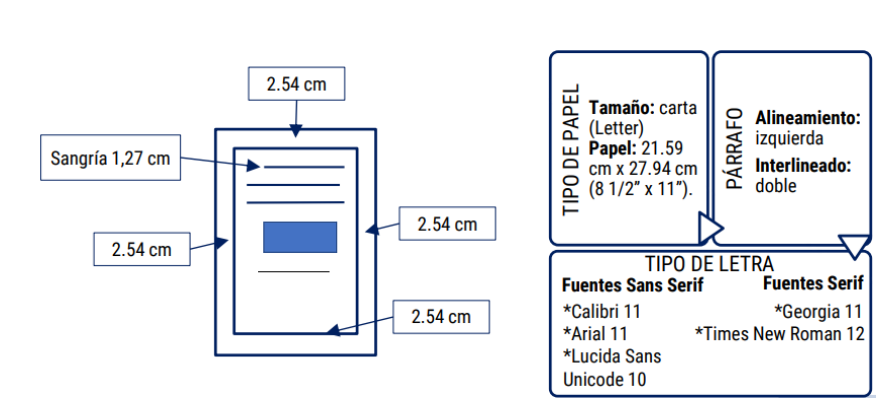 2.54 cm
Sangría 1,27 cm
2.54 cm
2.54 cm
2.54 cm
TIPO DE PAPEL
Tamaño: carta
(Letter)
Papel: 21.59
cm x 27.94 cm
(8 1/2” x 11”).
PÁRRAFO
Alineamiento:
izquierda
Interlineado:
doble
TIPO DE LETRA
Fuentes Sans Serif
*Calibri 11
*Arial 11
*Lucida Sans
Unicode 10
Fuentes Serif
*Georgia 11
*Times New Roman 12